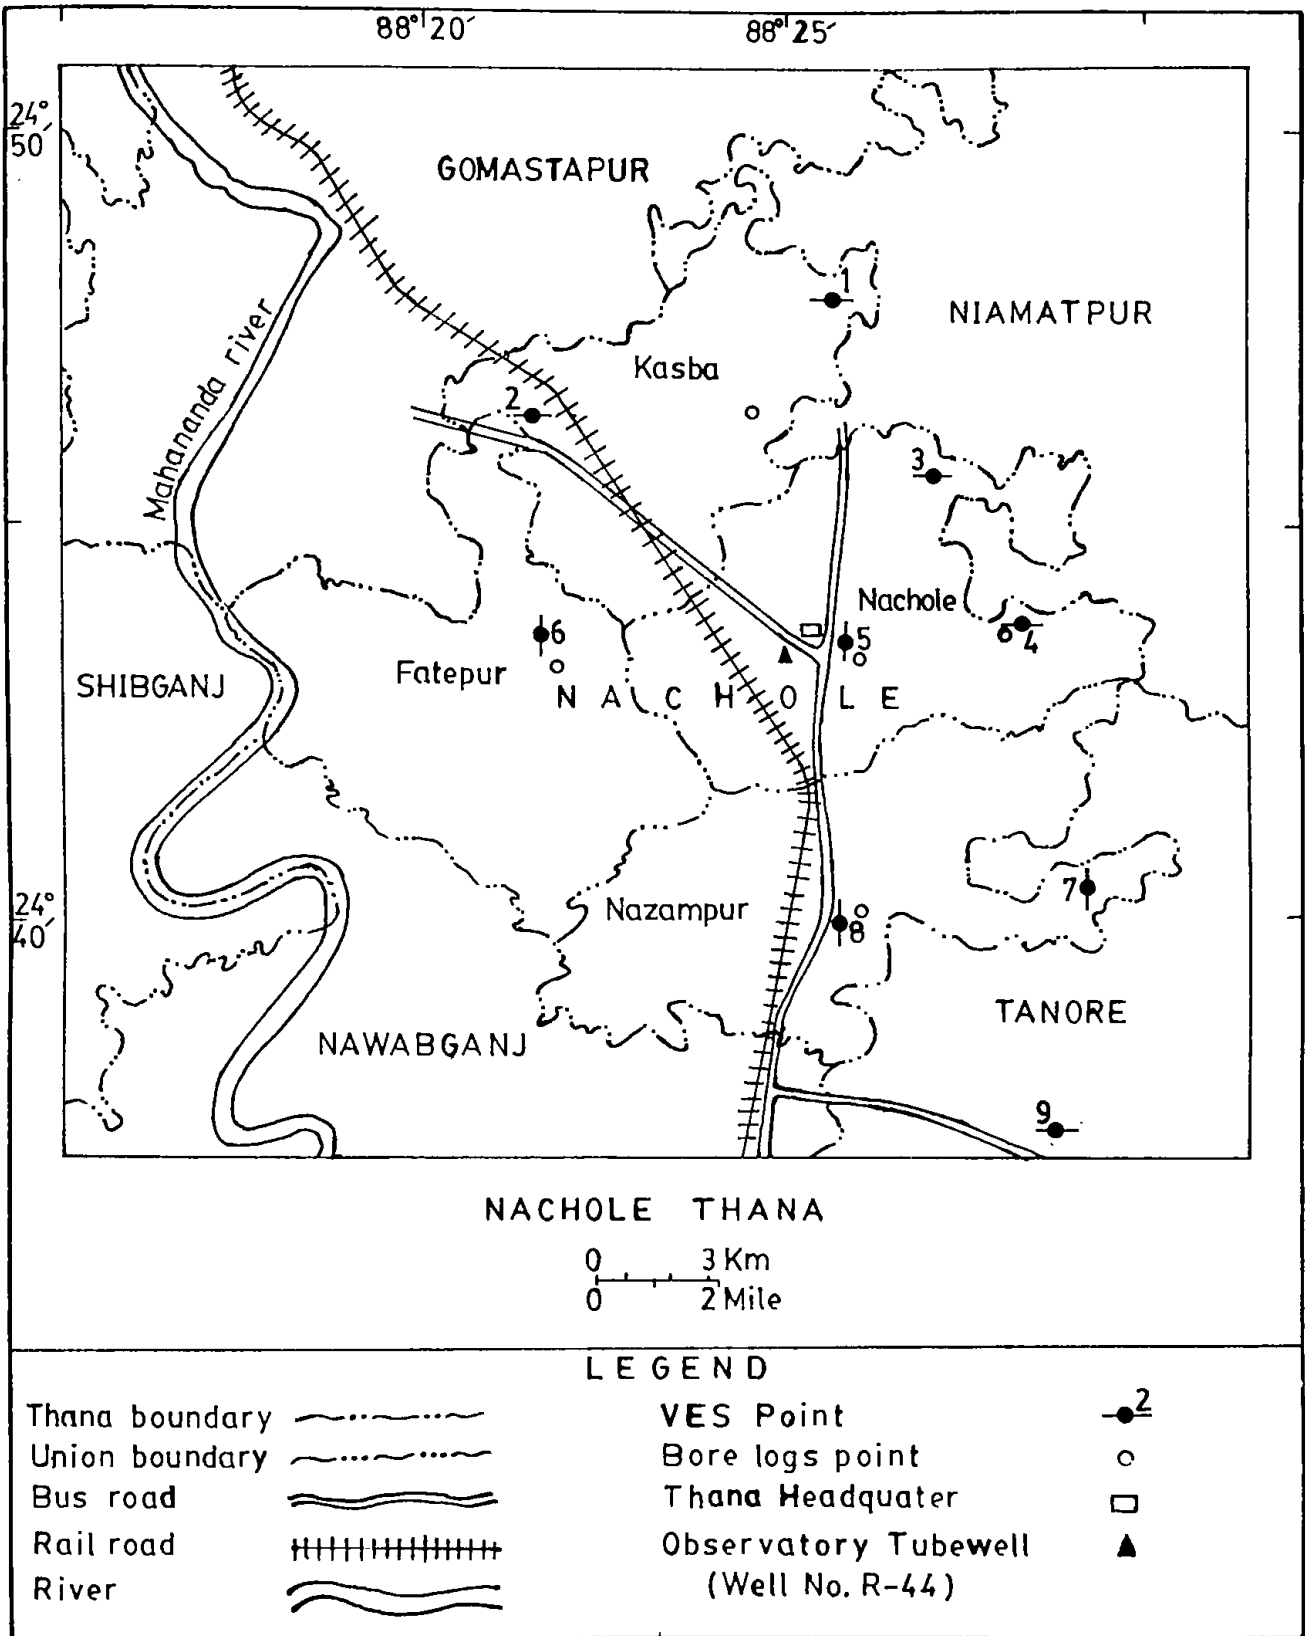 88° 20′ 88° 25′
24° 50′
GOMASTAPUR
1
NIAMATPUR
Mahananda river
Kasba
2
3
Nachole
6 5 4
SHIBGANJ
Fatepur
N A C H O L E
7
24° 40′
Nazampur
8
TANORE
NAWABGANJ
9
NACHOLE THANA
0 3 Km
0 2 Mile
LEGEND
Thana boundary
Union boundary
Bus road
Rail road
River
VES Point 2
Bore logs point
Thana Headquater
Observatory Tubewell
(Well No. R-44)